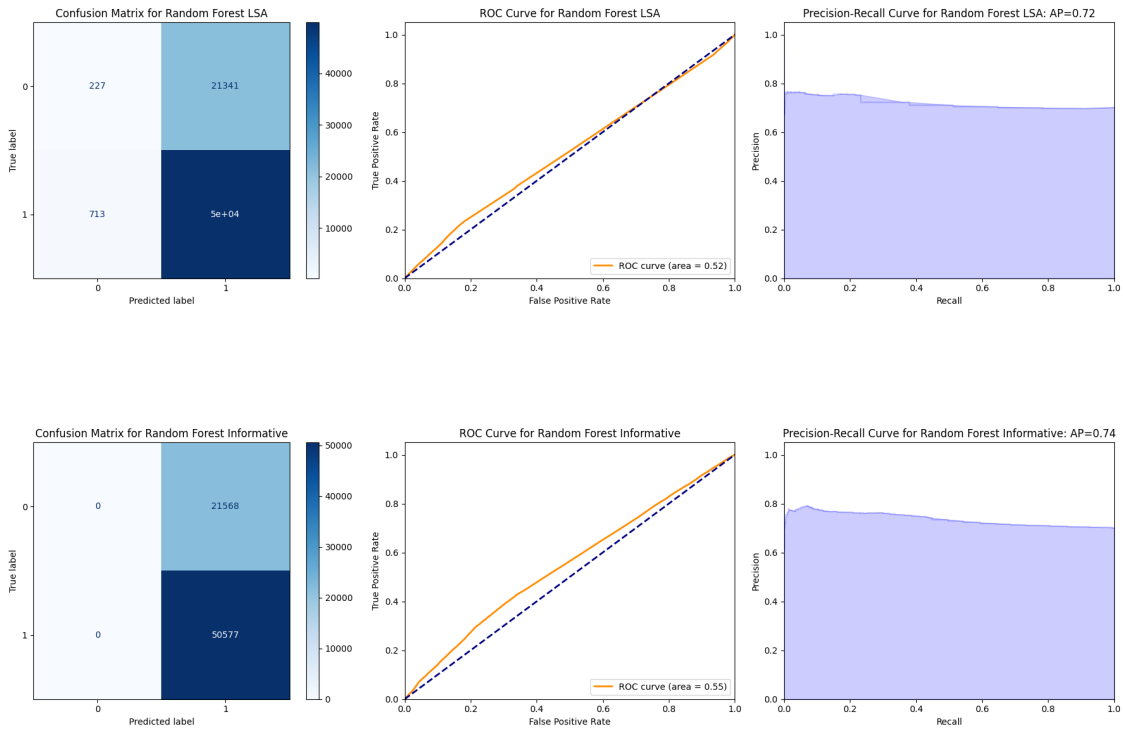 Confusion Matrix for Random Forest LSA
227
21341
713
5e+04
0
1
0
1
True label
Predicted label
40000
30000
20000
10000
ROC Curve for Random Forest LSA
1.0
0.8
0.6
0.4
0.2
0.0
True Positive Rate
ROC curve (area = 0.52)
0.0 0.2 0.4 0.6 0.8 1.0
False Positive Rate
Precision-Recall Curve for Random Forest LSA: AP=0.72
1.0
0.8
0.6
0.4
0.2
0.0
Precision
0.0 0.2 0.4 0.6 0.8 1.0
Recall
Confusion Matrix for Random Forest Informative
0
21568
0
50577
0
1
0
1
True label
Predicted label
50000
40000
30000
20000
10000
0
ROC Curve for Random Forest Informative
1.0
0.8
0.6
0.4
0.2
0.0
True Positive Rate
ROC curve (area = 0.55)
0.0 0.2 0.4 0.6 0.8 1.0
False Positive Rate
Precision-Recall Curve for Random Forest Informative: AP=0.74
1.0
0.8
0.6
0.4
0.2
0.0
Precision
0.0 0.2 0.4 0.6 0.8 1.0
Recall